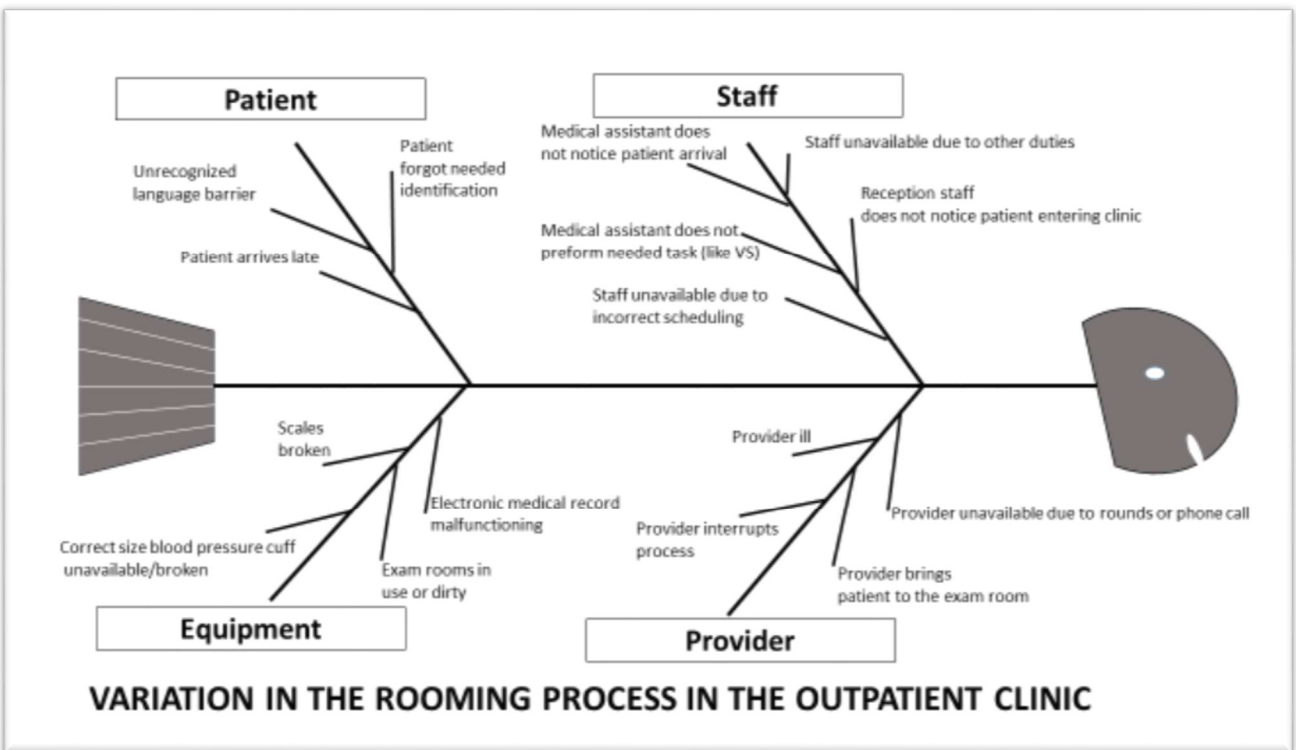 Patient
Unrecognized
language barrier
Patient
forgot needed
identification
Patient arrives late
Staff
Medical assistant does
not notice patient arrival
Staff unavailable due to other duties
Reception staff
does not notice patient entering clinic
Medical assistant does not
preform needed task (like VS)
Staff unavailable due to
incorrect scheduling
Scales
broken
Electronic medical record
malfunctioning
Correct size blood pressure cuff
unavailable/broken
Exam rooms in
use or dirty
Equipment
Provider ill
Provider unavailable due to rounds or phone call
Provider interrupts
process
Provider brings
patient to the exam room
Provider
VARIATION IN THE ROOMING PROCESS IN THE OUTPATIENT CLINIC